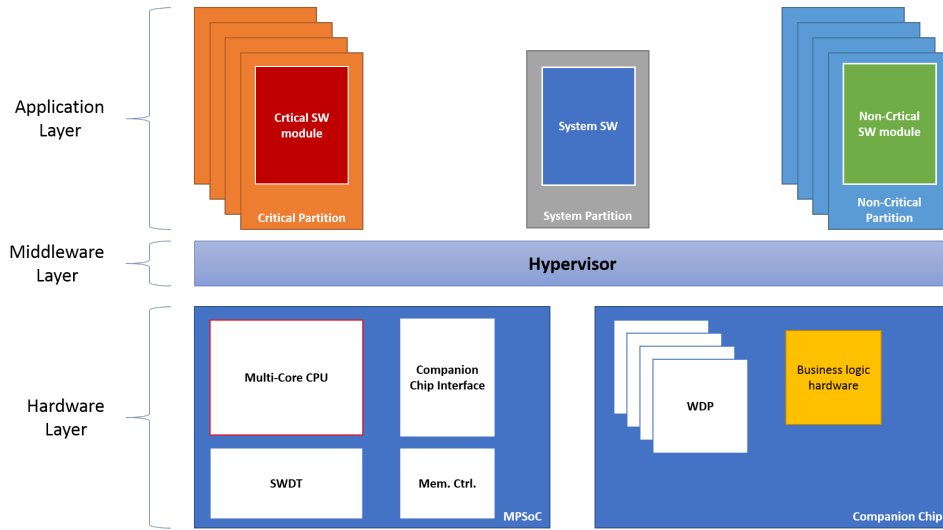 Application
Layer
Crtical SW
module
Critical Partition
System SW
System Partition
Non-Crtical
SW module
Non-Critical
Partition
Middleware
Layer
Hypervisor
Hardware
Layer
Multi-Core CPU
Companion
Chip Interface
SWDT
Mem. Ctrl.
MPSoC
WDP
Business logic
hardware
Companion Chip